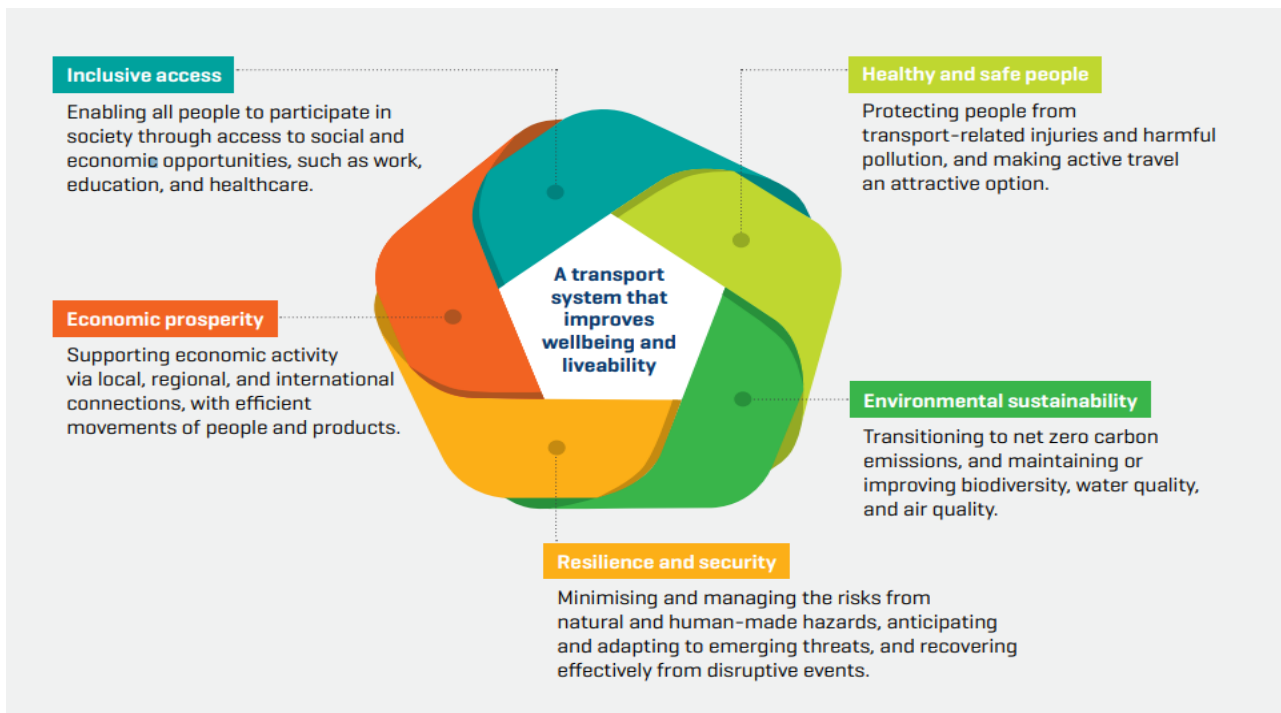 Inclusive access
Enabling all people to participate in
society through access to social and
economic opportunities, such as work,
education, and healthcare.
Healthy and safe people
Protecting people from
transport-related injuries and harmful
pollution, and making active travel
an attractive option.
A transport
system that
improves
wellbeing and
liveability
Economic prosperity
Supporting economic activity
via local, regional, and international
connections, with efficient
movements of people and products.
Environmental sustainability
Transitioning to net zero carbon
emissions, and maintaining or
improving biodiversity, water quality,
and air quality.
Resilience and security
Minimising and managing the risks from
natural and human-made hazards, anticipating
and adapting to emerging threats, and recovering
effectively from disruptive events.